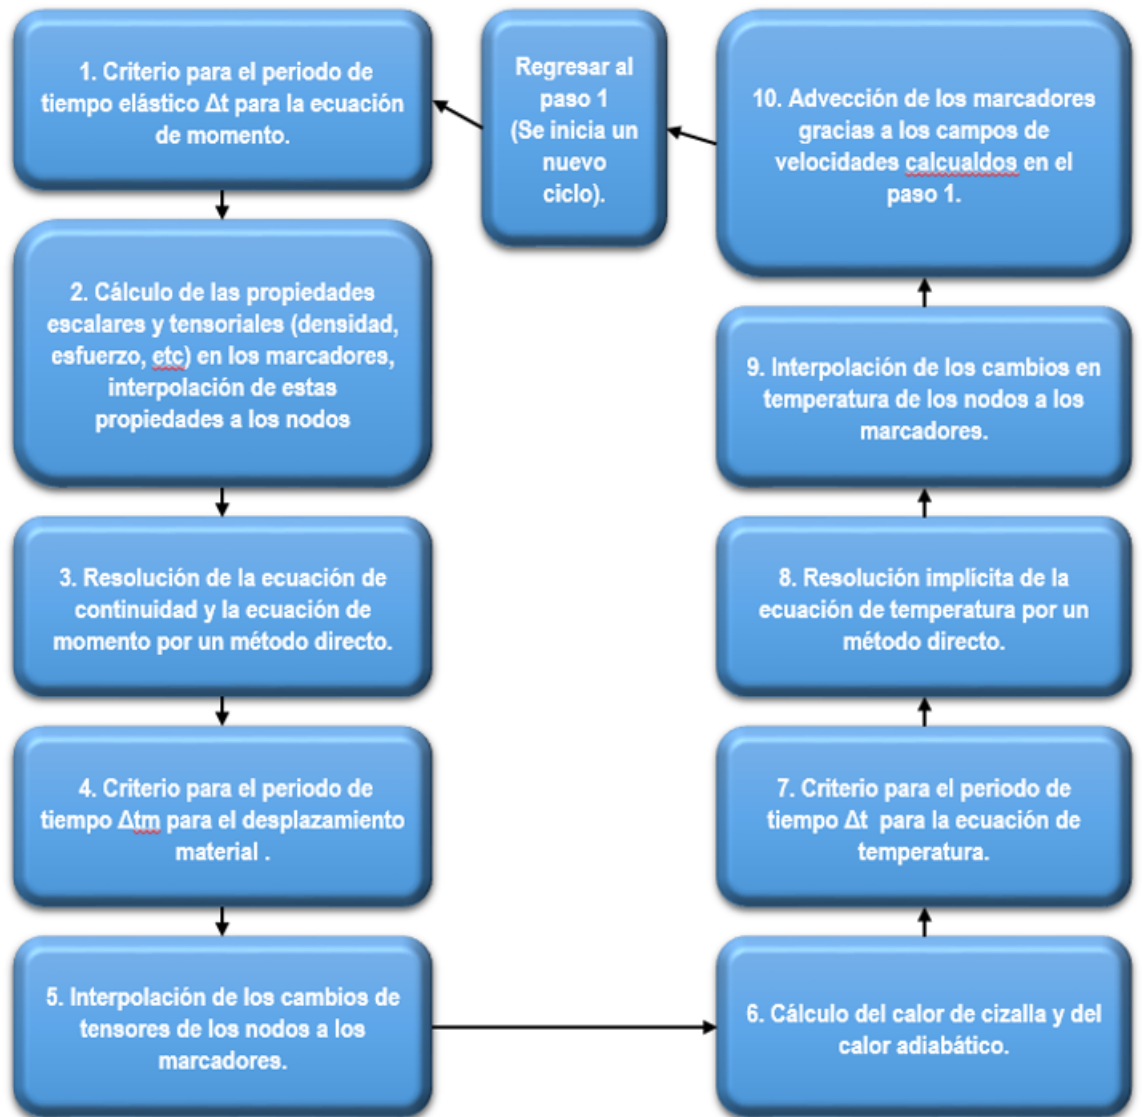 1. Criterio para el periodo de
tiempo elástico Δt para la ecuación
de momento.
2. Cálculo de las propiedades
escalares y tensoriales (densidad,
esfuerzo, etc) en los marcadores,
interpolación de estas
propiedades a los nodos
3. Resolución de la ecuación de
continuidad y la ecuación de
momento por un método directo.
4. Criterio para el periodo de
tiempo Δtm para el desplazamiento
material .
5. Interpolación de los cambios de
tensores de los nodos a los
marcadores.
6. Cálculo del calor de cizalla y del
calor adiabático.
7. Criterio para el periodo de
tiempo Δt  para la ecuación de
temperatura.
8. Resolución implícita de la
ecuación de temperatura por un
método directo.
9. Interpolación de los cambios en
temperatura de los nodos a los
marcadores.
10. Advección de los marcadores
gracias a los campos de
velocidades calcualdos en el
paso 1.
Regresar al
paso 1
(Se inicia un
nuevo
ciclo).